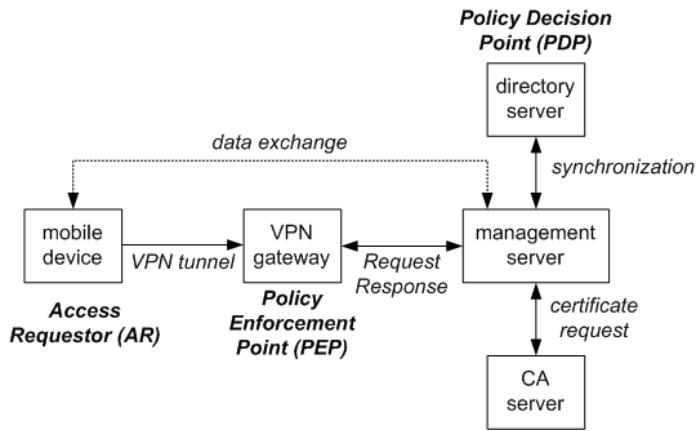 Policy Decision
Point (PDP)
directory
server
data exchange
synchronization
mobile
device
VPN tunnel
VPN
gateway
Request
Response
management
server
Access
Requestor (AR)
Policy
Enforcement
Point (PEP)
certificate
request
CA
server